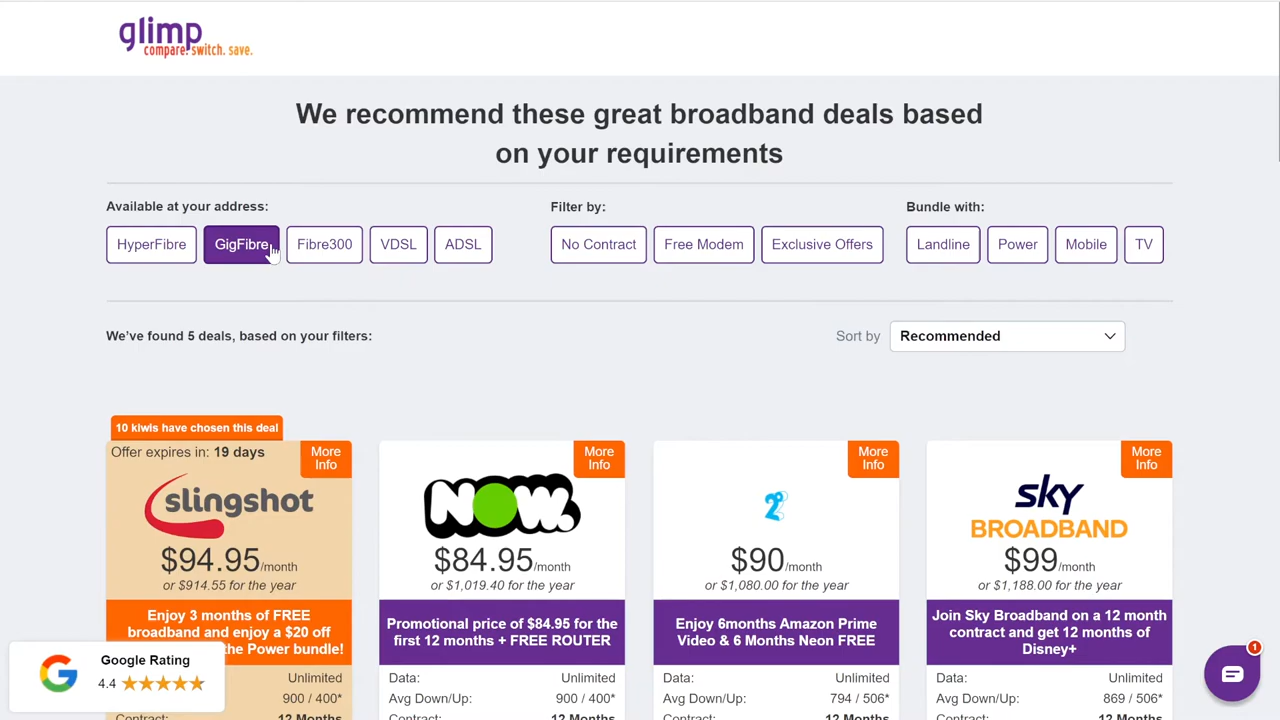 glimp
compare. switch. save.
We recommend these great broadband deals based
on your requirements
Available at your address:
HyperFibre
GigFibre
Fibre300
VDSL
ADSL
Filter by:
No Contract
Free Modem
Exclusive Offers
Bundle with:
Landline
Power
Mobile
TV
We've found 5 deals, based on your filters:
Sort by
Recommended
10 kiwis have chosen this deal
Offer expires in: 19 days
More
Info
slingshot
$94.95/month
or $914.55 for the year
Enjoy 3 months of FREE
broadband and enjoy a $20 off
the Power bundle!
Unlimited
900 / 400*
Contract:
12 Months
More
Info
NOW.
$84.95/month
or $1,019.40 for the year
Promotional price of $84.95 for the
first 12 months + FREE ROUTER
Data: Unlimited
Avg Down/Up: 900 / 400*
Contract: 12 Months
More
Info
2°
$90/month
or $1,080.00 for the year
Enjoy 6months Amazon Prime
Video & 6 Months Neon FREE
Data: Unlimited
Avg Down/Up: 794 / 506*
Contract: 12 Months
More
Info
sky
BROADBAND
$99/month
or $1,188.00 for the year
Join Sky Broadband on a 12 month
contract and get 12 months of
Disney+
Data: Unlimited
Avg Down/Up: 869 / 506*
Contract: 12 Months
G
Google Rating
4.4
1